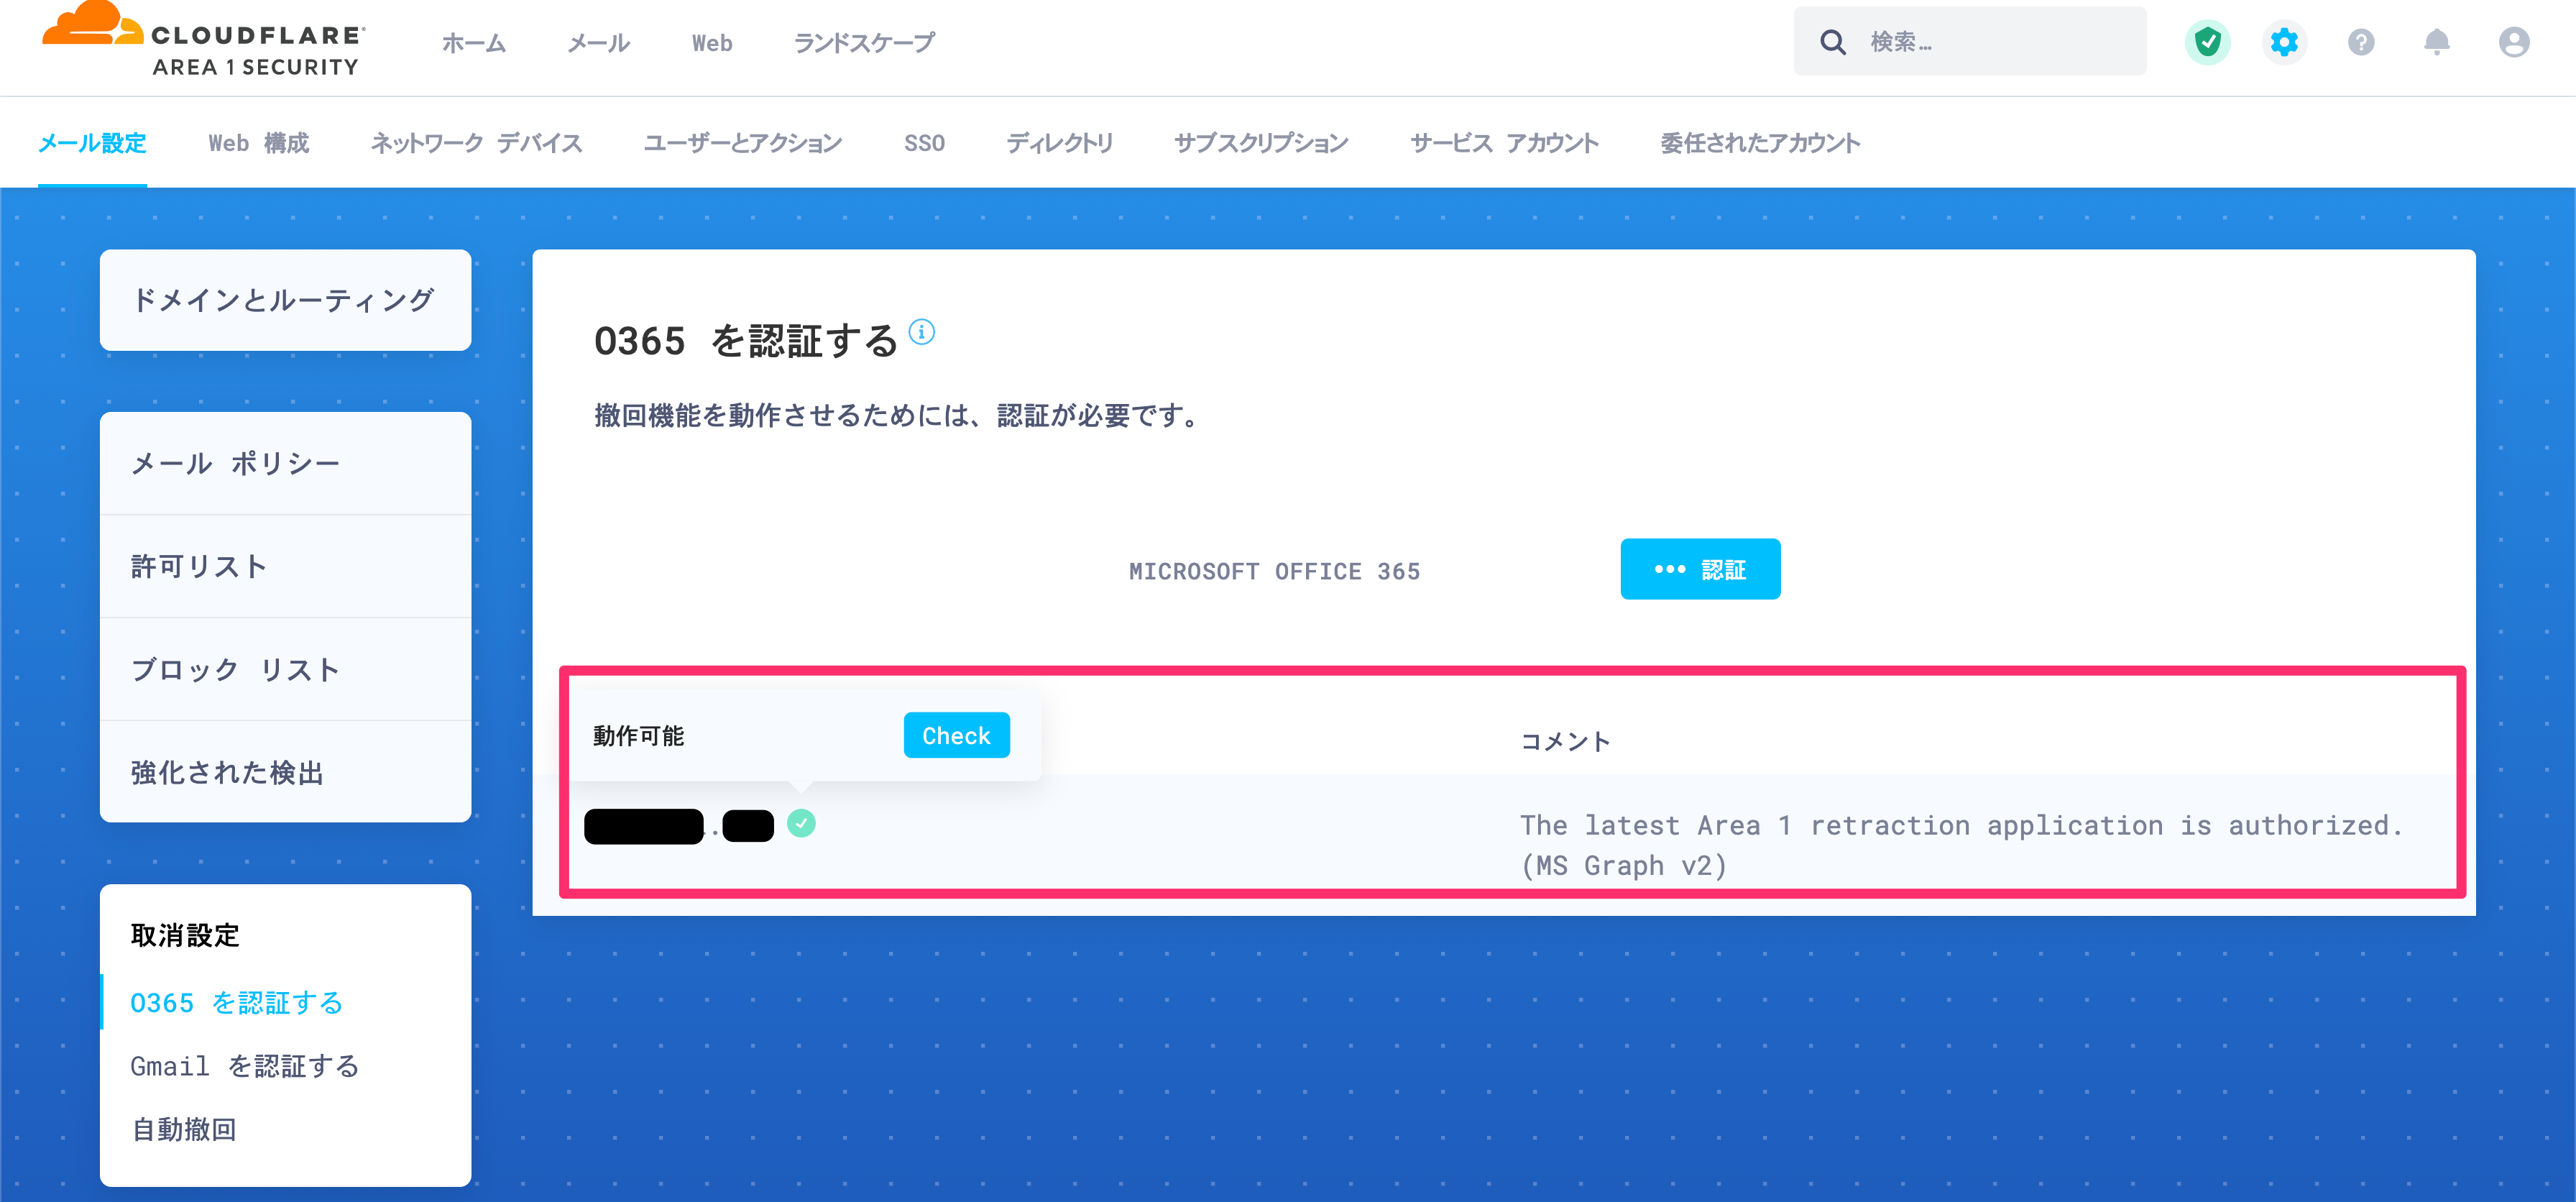 CLOUDFLARE
AREA 1 SECURITY
ホーム
メール
Web
ランドスケープ
検索…
メール設定
Web 構成
ネットワーク デバイス
ユーザーとアクション
SSO
ディレクトリ
サブスクリプション
サービス アカウント
委任されたアカウント
ドメインとルーティング
メール ポリシー
許可リスト
ブロック リスト
強化された検出
取消設定
O365 を認証する
Gmail を認証する
自動撤回
O365 を認証する
撤回機能を動作させるためには、認証が必要です。
MICROSOFT OFFICE 365
••• 認証
動作可能
Check
コメント
The latest Area 1 retraction application is authorized.
(MS Graph v2)